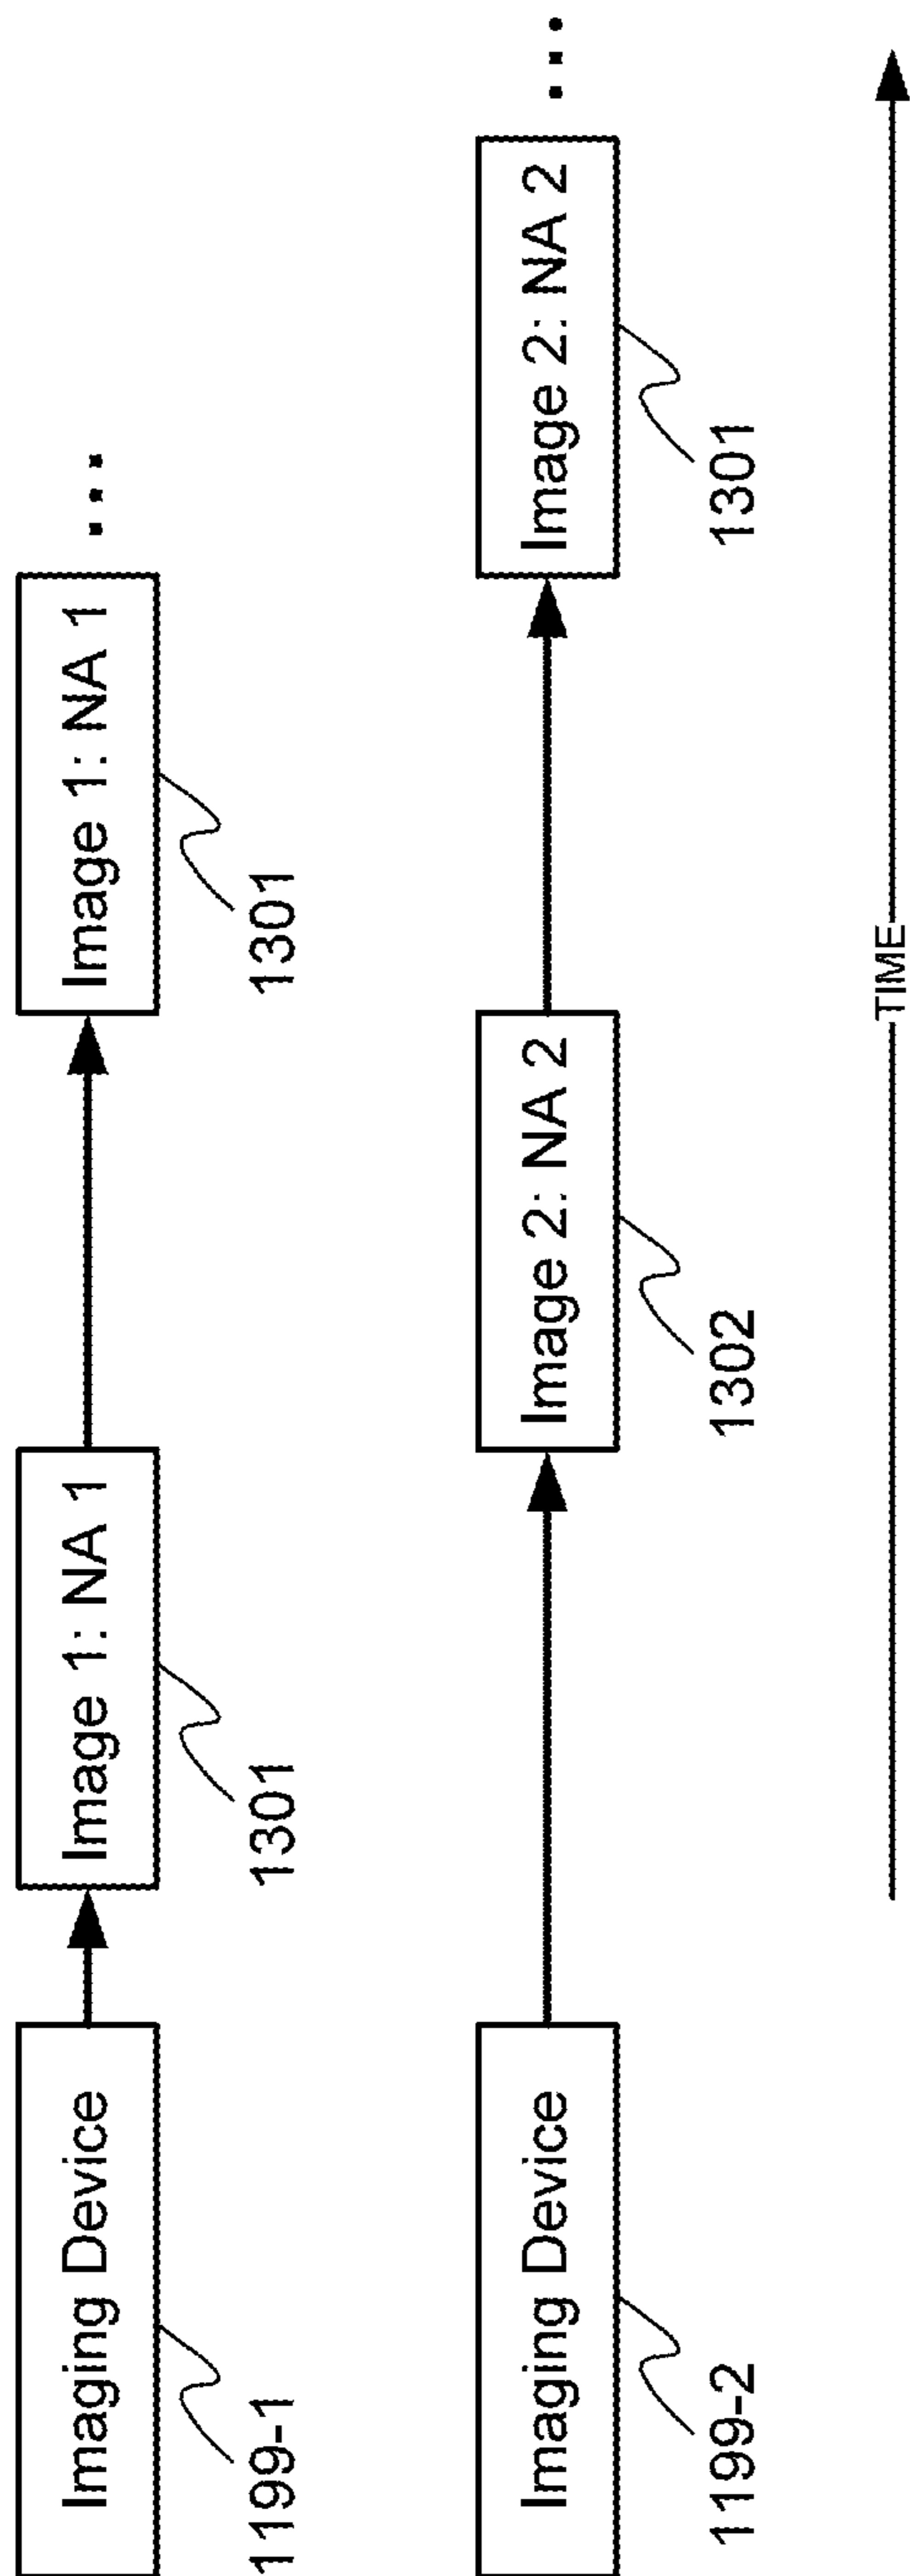 Imaging Device
1199-1
Image 1: NA 1
1301
Image 1: NA 1
1301
...
Imaging Device
1199-2
Image 2: NA 2
1302
Image 2: NA 2
1301
...
TIME